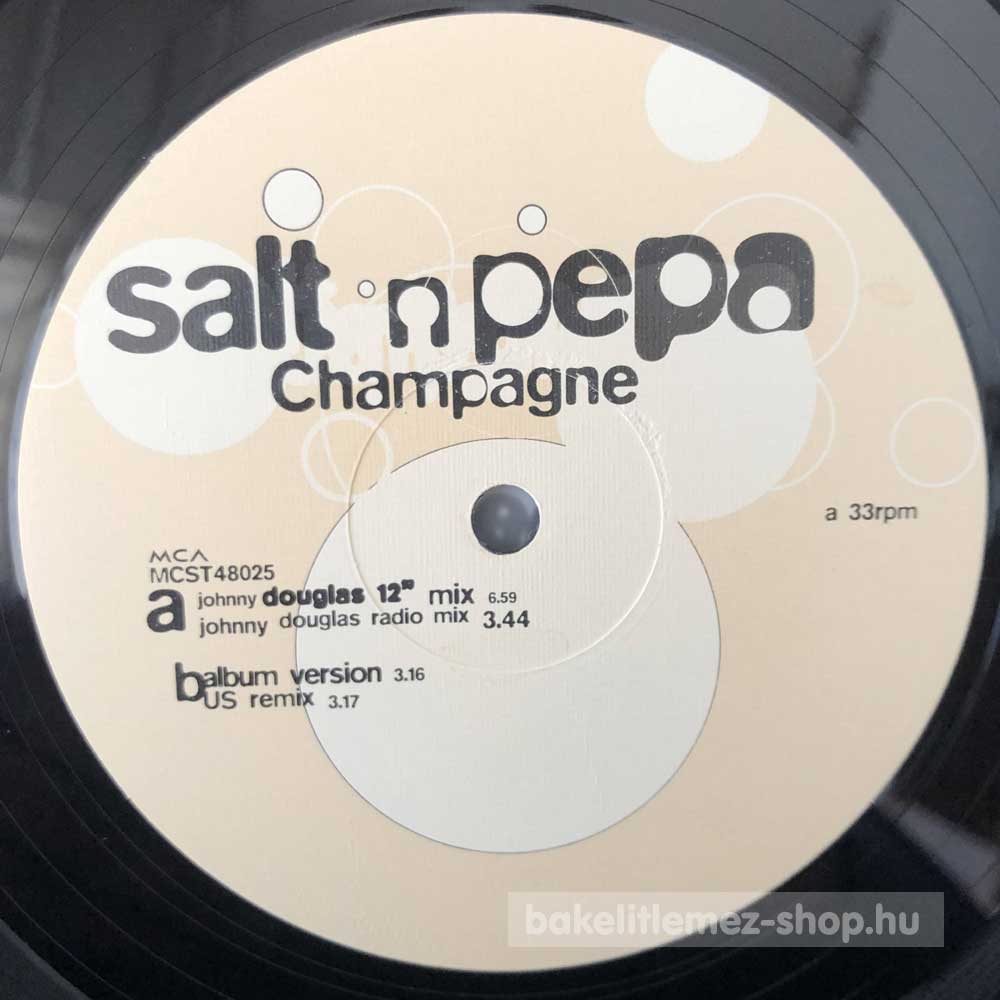 salt 'n pepa
Champagne
a 33rpm
MCA
MCST48025
a johnny douglas 12" mix 6.59
johnny douglas radio mix 3.44
b album version 3.16
US remix 3.17
bakelitlemez-shop.hu